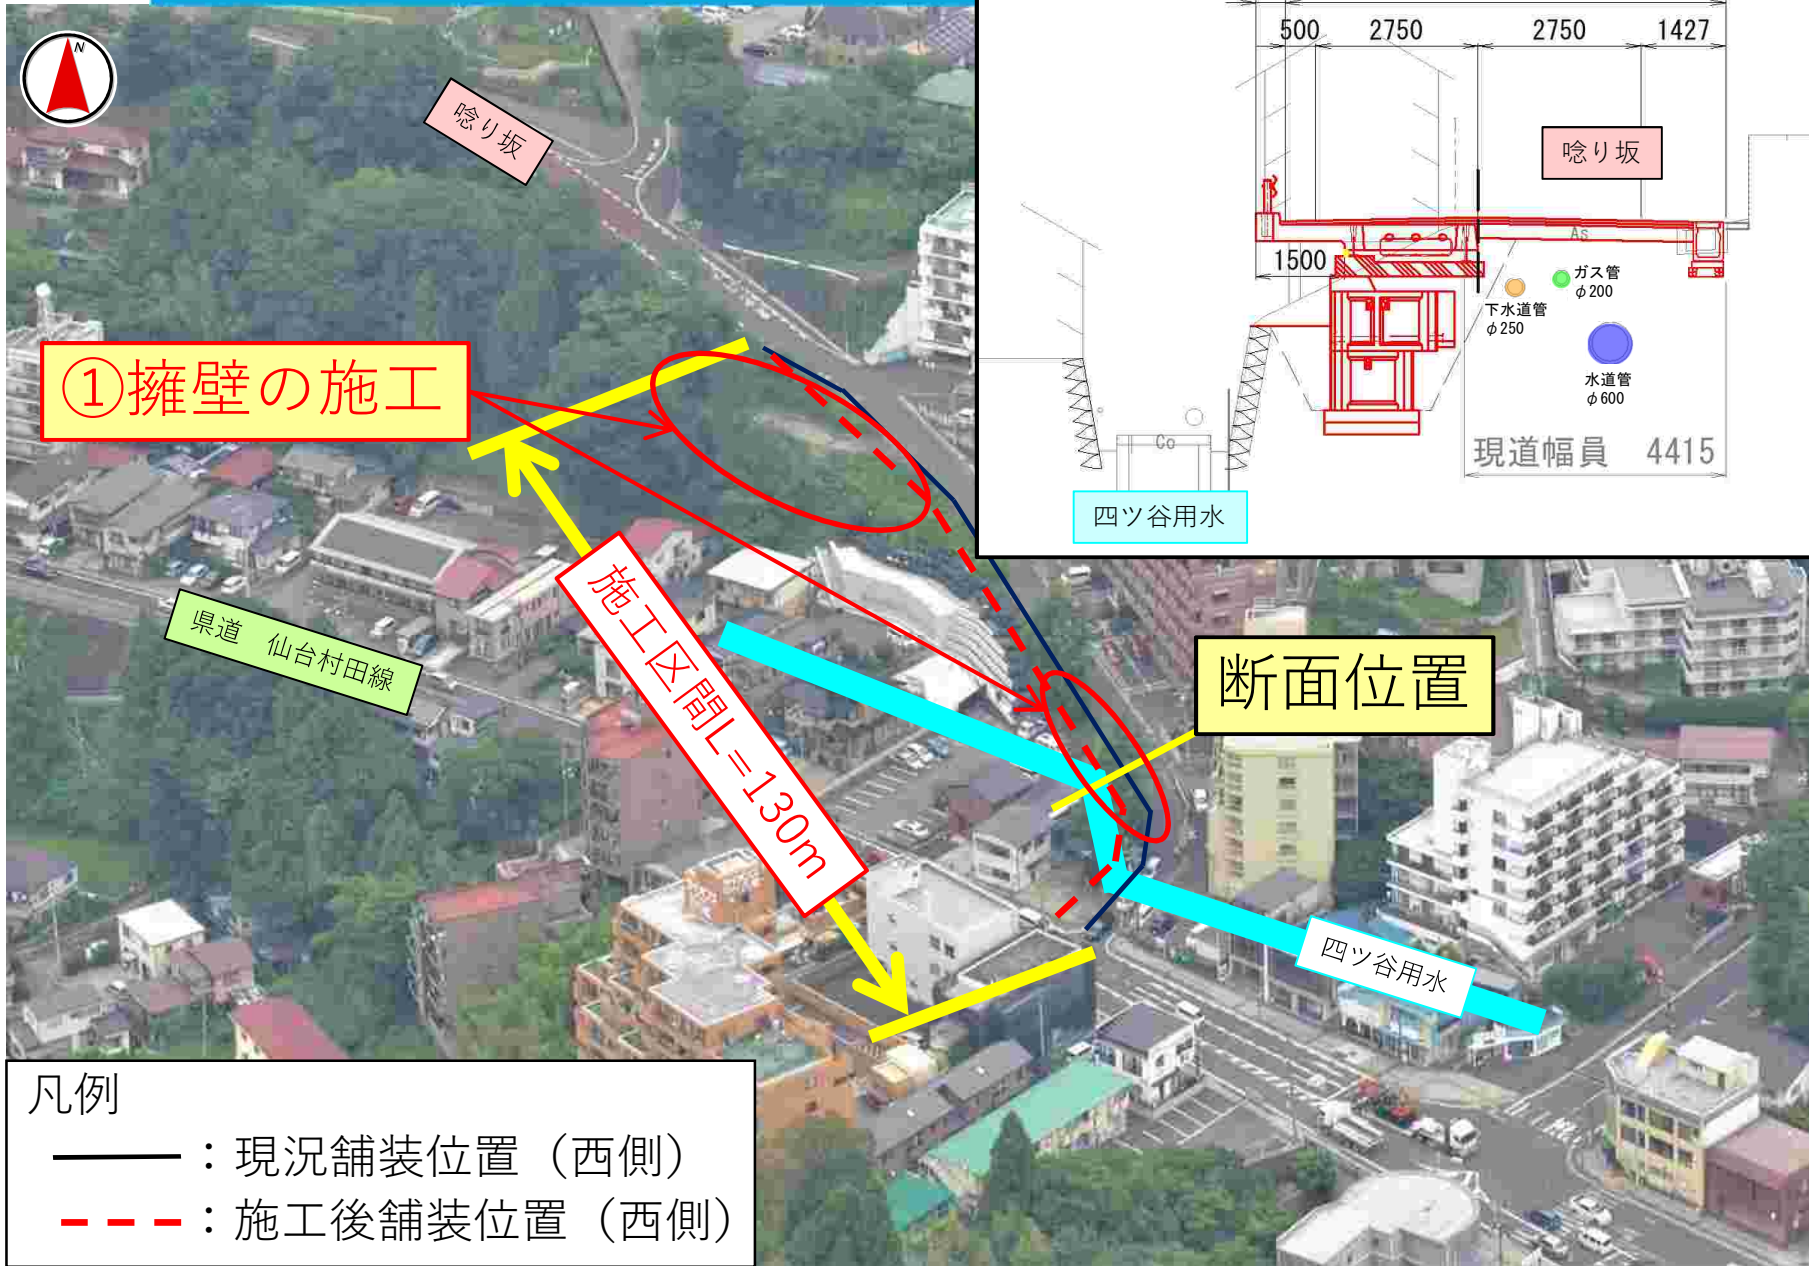 N
唸り坂
500 2750 2750 1427
唸り坂
As
1500
ガス管
φ200
下水道管
φ250
水道管
φ600
Co
現道幅員 4415
四ツ谷用水
①擁壁の施工
施工区間L=130m
県道 仙台村田線
断面位置
四ツ谷用水
凡例
：現況舗装位置（西側）
：施工後舗装位置（西側）